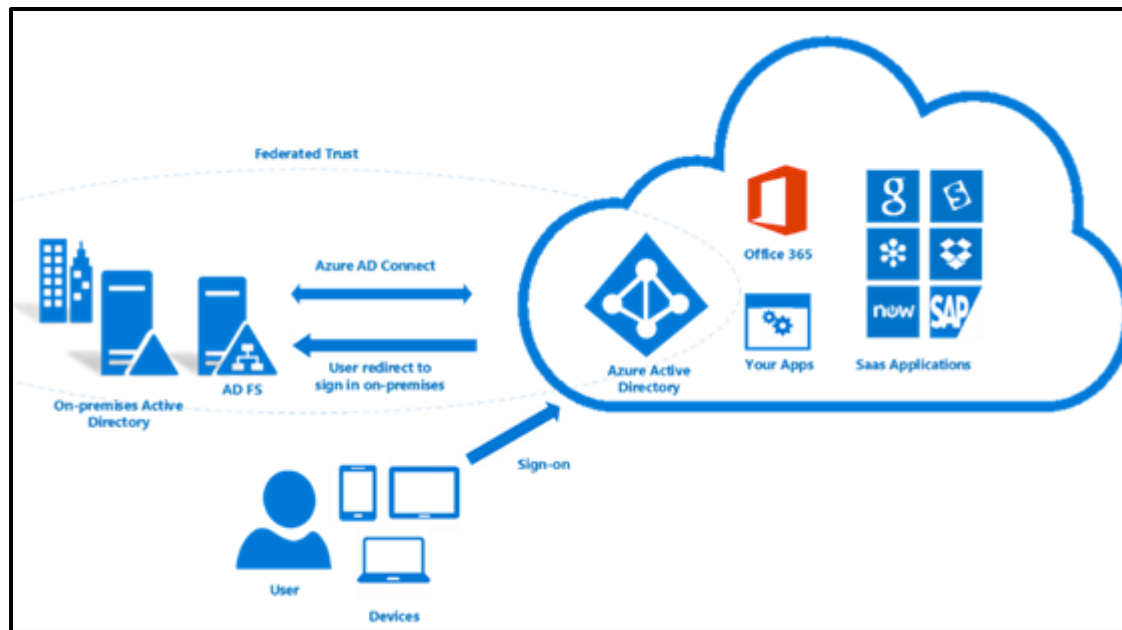 Federated Trust
Azure AD Connect
User redirect to
sign in on-premises
AD FS
On-premises Active
Directory
Azure Active
Directory
Office 365
Your Apps
g
S
now
SAP
Saas Applications
Sign-on
User
Devices